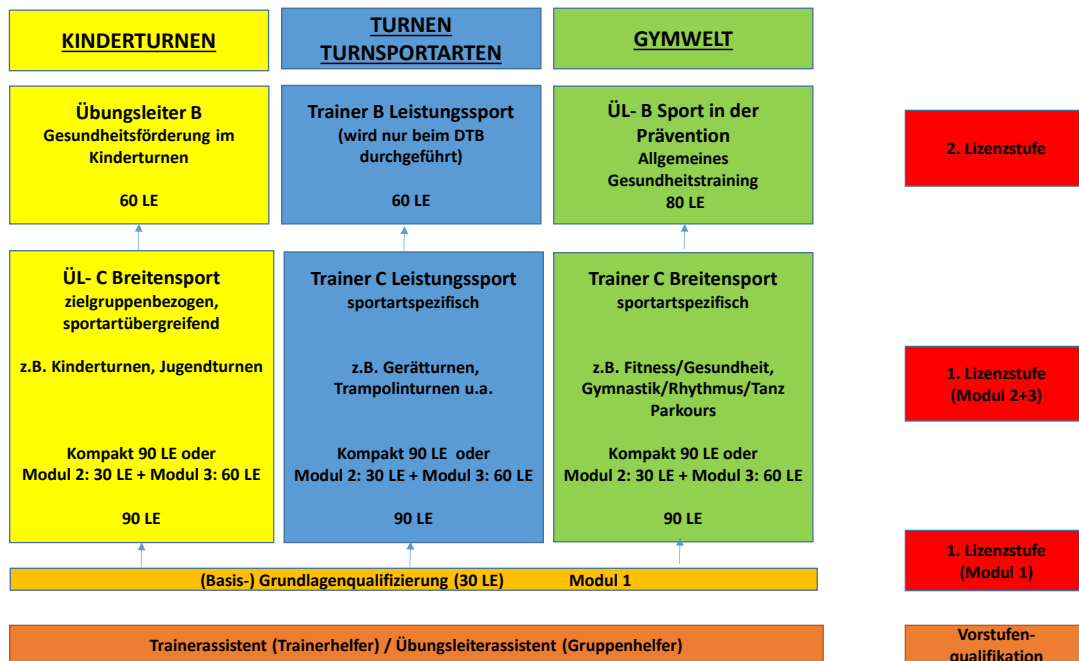 KINDERTURNEN
TURNEN
TURNSPORTARTEN
GYMWELT
Übungsleiter B
Gesundheitsförderung im
Kinderturnen
60 LE
Trainer B Leistungssport
(wird nur beim DTB
durchgeführt)
60 LE
ÜL- B Sport in der
Prävention
Allgemeines
Gesundheitstraining
80 LE
2. Lizenzstufe
ÜL- C Breitensport
zielgruppenbezogen,
sportartübergreifend
z.B. Kinderturnen, Jugendturnen
Kompakt 90 LE oder
Modul 2: 30 LE + Modul 3: 60 LE
90 LE
Trainer C Leistungssport
sportartspezifisch
z.B. Gerätturnen,
Trampolinturnen u.a.
Kompakt 90 LE oder
Modul 2: 30 LE + Modul 3: 60 LE
90 LE
Trainer C Breitensport
sportartspezifisch
z.B. Fitness/Gesundheit,
Gymnastik/Rhythmus/Tanz
Parkours
Kompakt 90 LE oder
Modul 2: 30 LE + Modul 3: 60 LE
90 LE
1. Lizenzstufe
(Modul 2+3)
(Basis-) Grundlagenqualifizierung (30 LE) Modul 1
1. Lizenzstufe
(Modul 1)
Trainerassistent (Trainerhelfer) / Übungsleiterassistent (Gruppenhelfer)
Vorstufen-
qualifikation